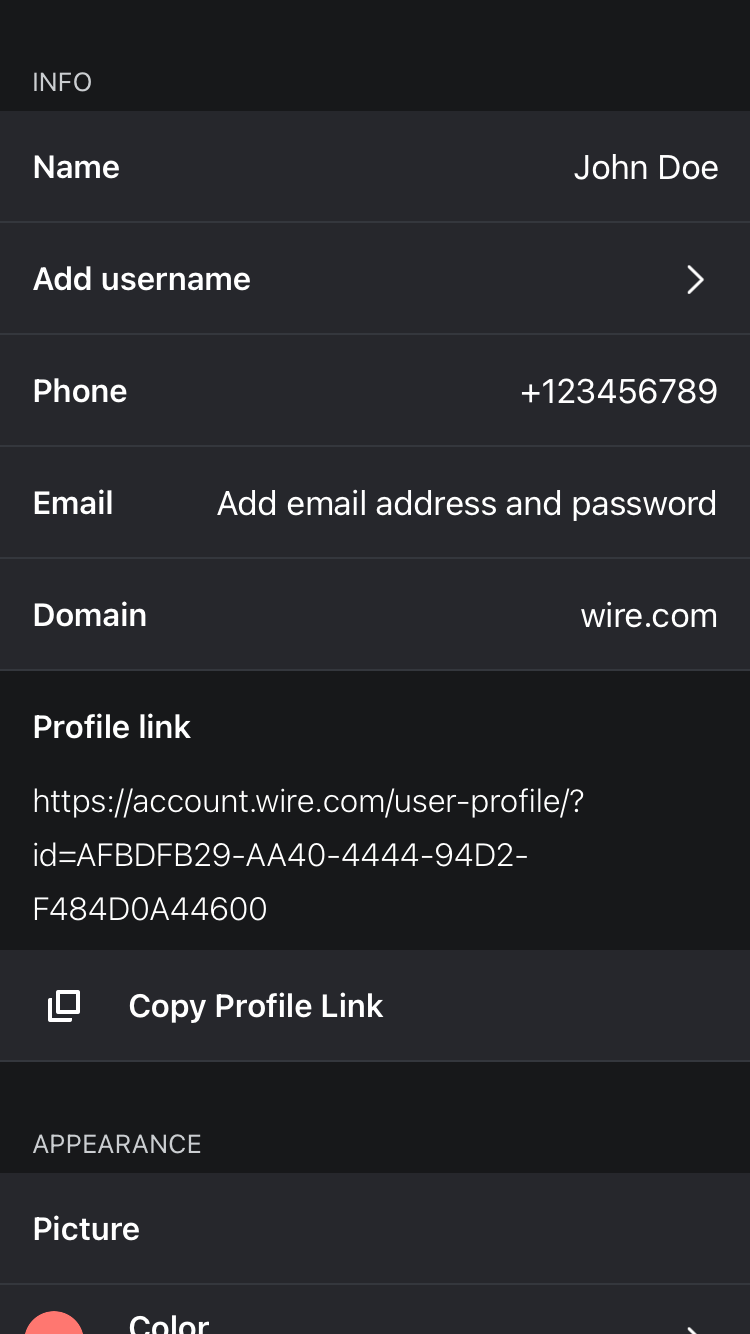 INFO
Name John Doe
Add username
Phone +123456789
Email Add email address and password
Domain wire.com
Profile link
https://account.wire.com/user-profile/?
id=AFBDFB29-AA40-4444-94D2-
F484D0A44600
Copy Profile Link
APPEARANCE
Picture
Color